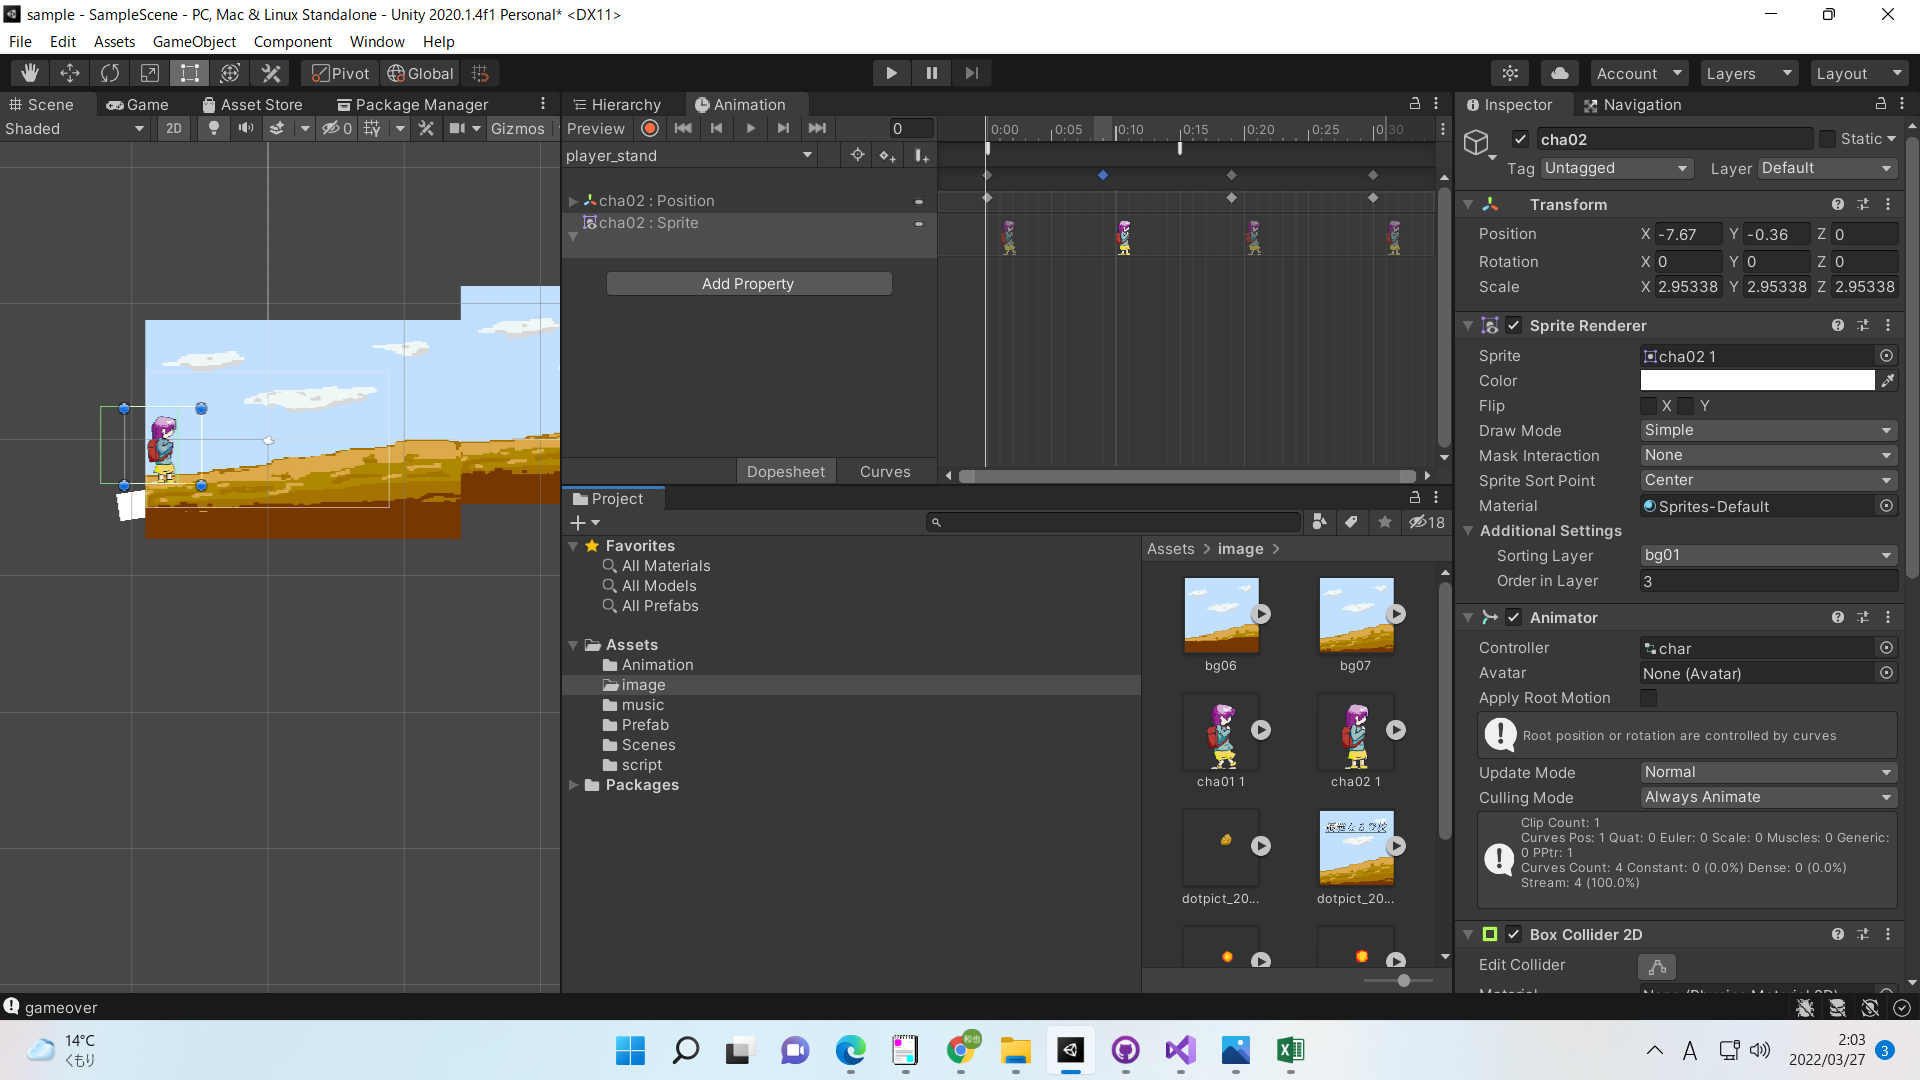 sample - SampleScene - PC, Mac & Linux Standalone - Unity 2020.1.4f1 Personal* <DX11>
File Edit Assets GameObject Component Window Help
Pivot Global Account Layers Layout
Scene Game Asset Store Package Manager
Shaded 2D 0 Gizmos
Hierarchy Animation
Preview 0
player_stand
0:00 0:05 0:10 0:15 0:20 0:25 0:30
cha02 : Position
cha02 : Sprite
Add Property
Dopesheet Curves
Project
18
Favorites
All Materials
All Models
All Prefabs
Assets
Animation
image
music
Prefab
Scenes
script
Packages
Assets > image >
bg06 bg07
cha01 1 cha02 1
dotpict_20... dotpict_20...
Inspector Navigation
cha02 Static
Tag Untagged Layer Default
Transform
Position X -7.67 Y -0.36 Z 0
Rotation X 0 Y 0 Z 0
Scale X 2.95338 Y 2.95338 Z 2.95338
Sprite Renderer
Sprite cha02 1
Color
Flip X Y
Draw Mode Simple
Mask Interaction None
Sprite Sort Point Center
Material Sprites-Default
Additional Settings
Sorting Layer bg01
Order in Layer 3
Animator
Controller char
Avatar None (Avatar)
Apply Root Motion
Root position or rotation are controlled by curves
Update Mode Normal
Culling Mode Always Animate
Clip Count: 1
Curves Pos: 1 Quat: 0 Euler: 0 Scale: 0 Muscles: 0 Generic:
0 PPtr: 1
Curves Count: 4 Constant: 0 (0.0%) Dense: 0 (0.0%)
Stream: 4 (100.0%)
Box Collider 2D
Edit Collider
gameover
14°C
くもり
A
2:03
2022/03/27
3